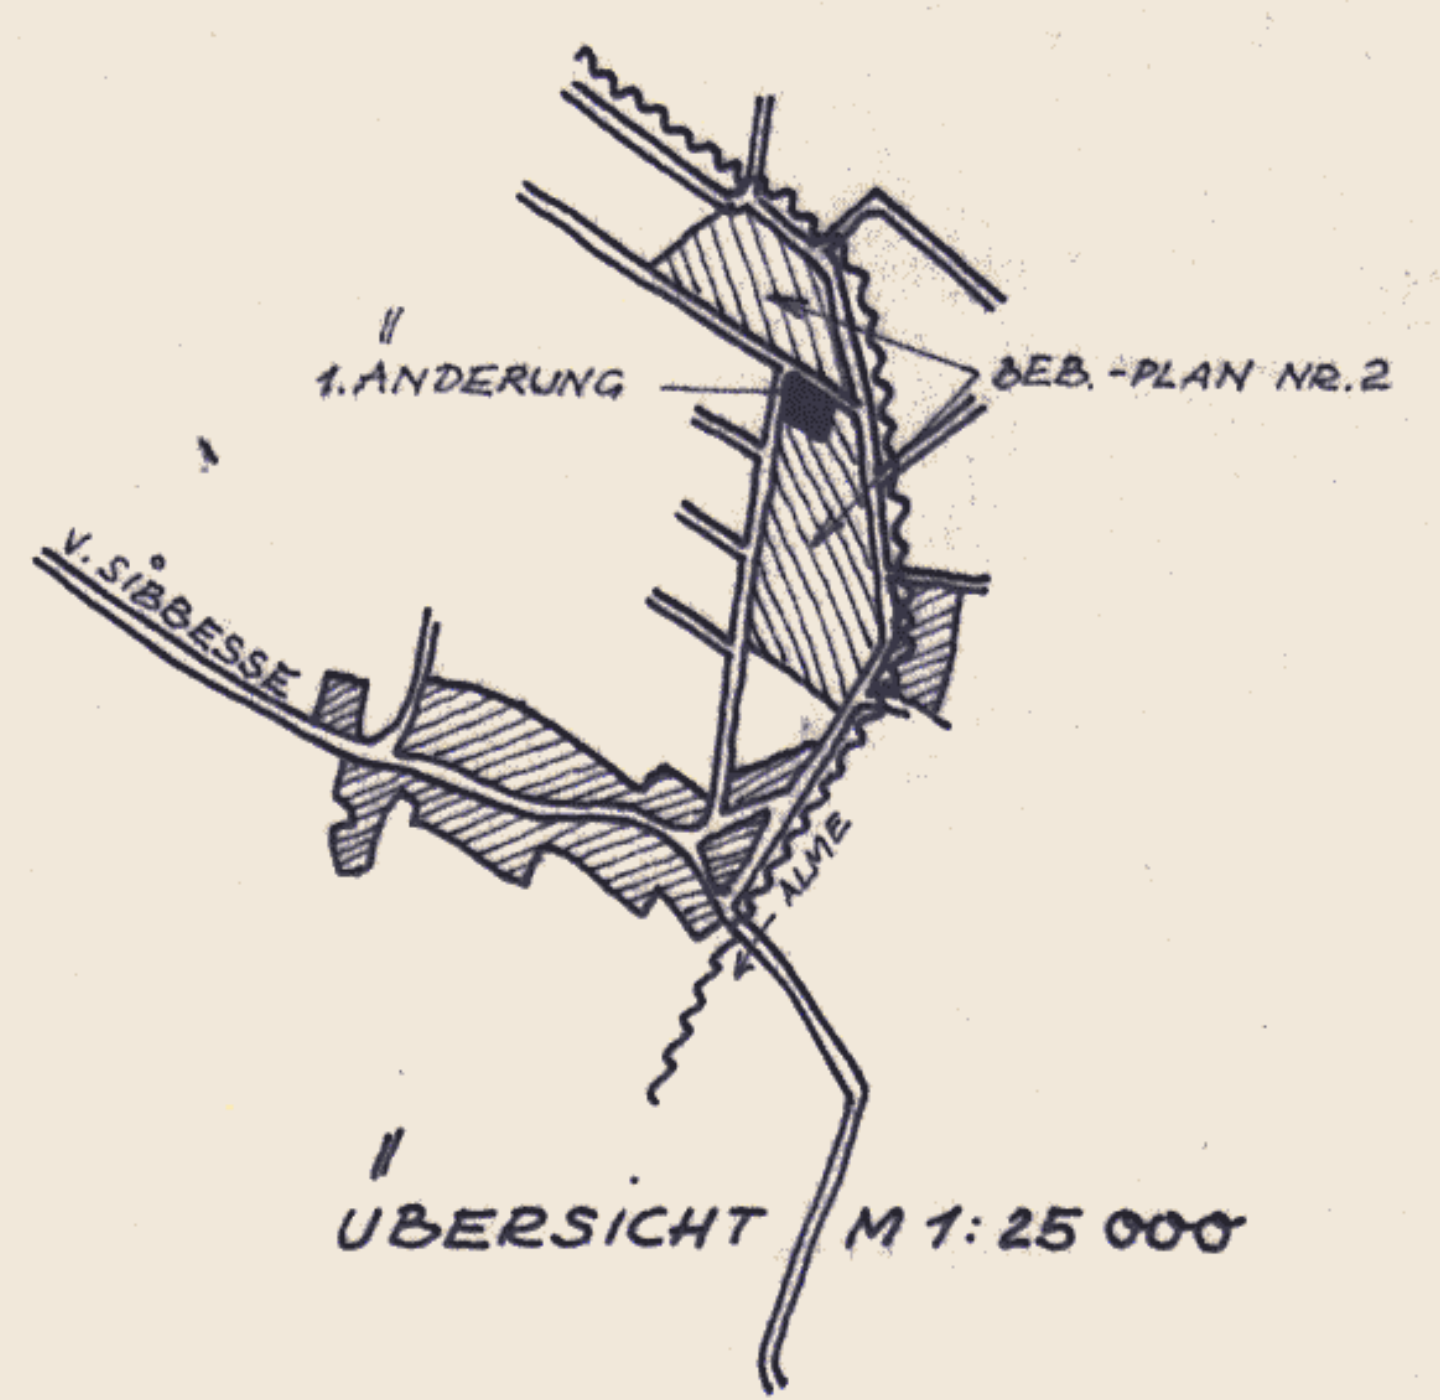 1. ÄNDERUNG
BEB.-PLAN NR. 2
V. SIBBESSE
ALME
ÜBERSICHT M 1: 25 000